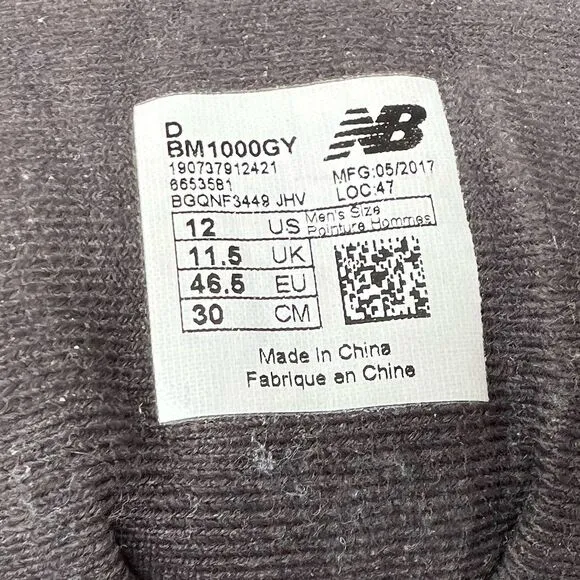 D
BM1000GY
190737912421
6653581
BGQNF3449 JHV
NB
MFG:05/2017
LOC:47
12 US Men's Size
Pointure Hommes
11.5 UK
46.5 EU
30 CM
Made In China
Fabrique en Chine